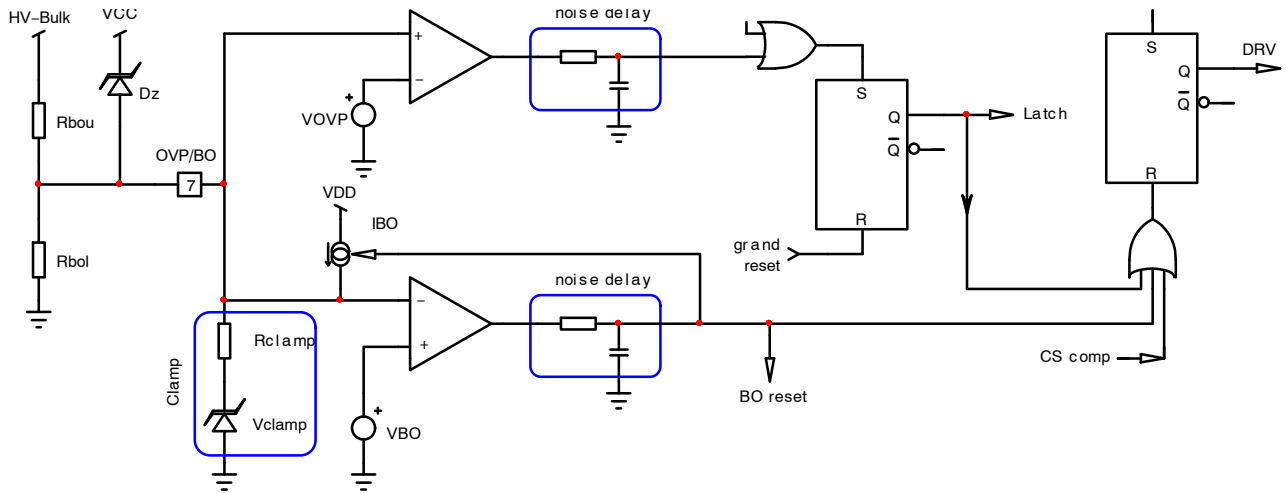 noise delay
HV-Bulk
VCC
+
S
DRV
Dz
−
Q
Q
Rbou
+
VOVP
S
Q
Latch
OVP/BO
Q
7
VDD
R
IBO
R
grand
reset
Rbol
noise delay
−
Rclamp
+
CS comp
Clamp
BO reset
+
Vclamp
VBO